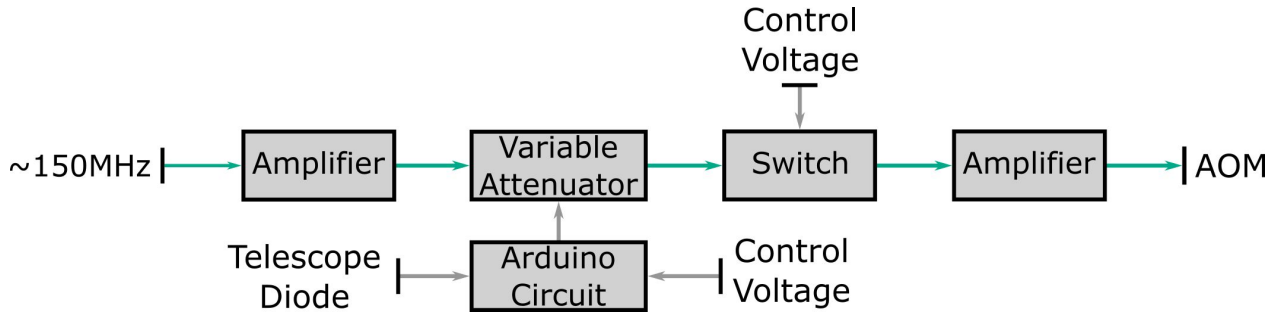 Control
Voltage
~150MHz
Amplifier
Variable
Attenuator
Switch
Amplifier
AOM
Telescope
Diode
Arduino
Circuit
Control
Voltage